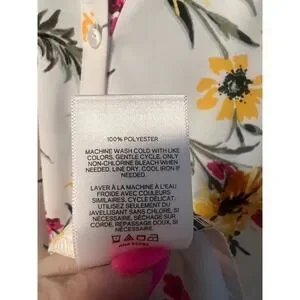 100% POLYESTER
MACHINE WASH COLD WITH LIKE
COLORS, GENTLE CYCLE, ONLY
NON-CHLORINE BLEACH WHEN
NEEDED. LINE DRY. COOL IRON IF
NEEDED.
LAVER À LA MACHINE À L'EAU
FROIDE AVEC COULEURS
SIMILAIRES, CYCLE DÉLICAT.
UTILISEZ SEULEMENT DU
JAVELLISANT SANS CHLORE, SI
NÉCESSAIRE. SÉCHAGE SUR
CORDE. REPASSAGE DOUX, SI
NÉCESSAIRE.